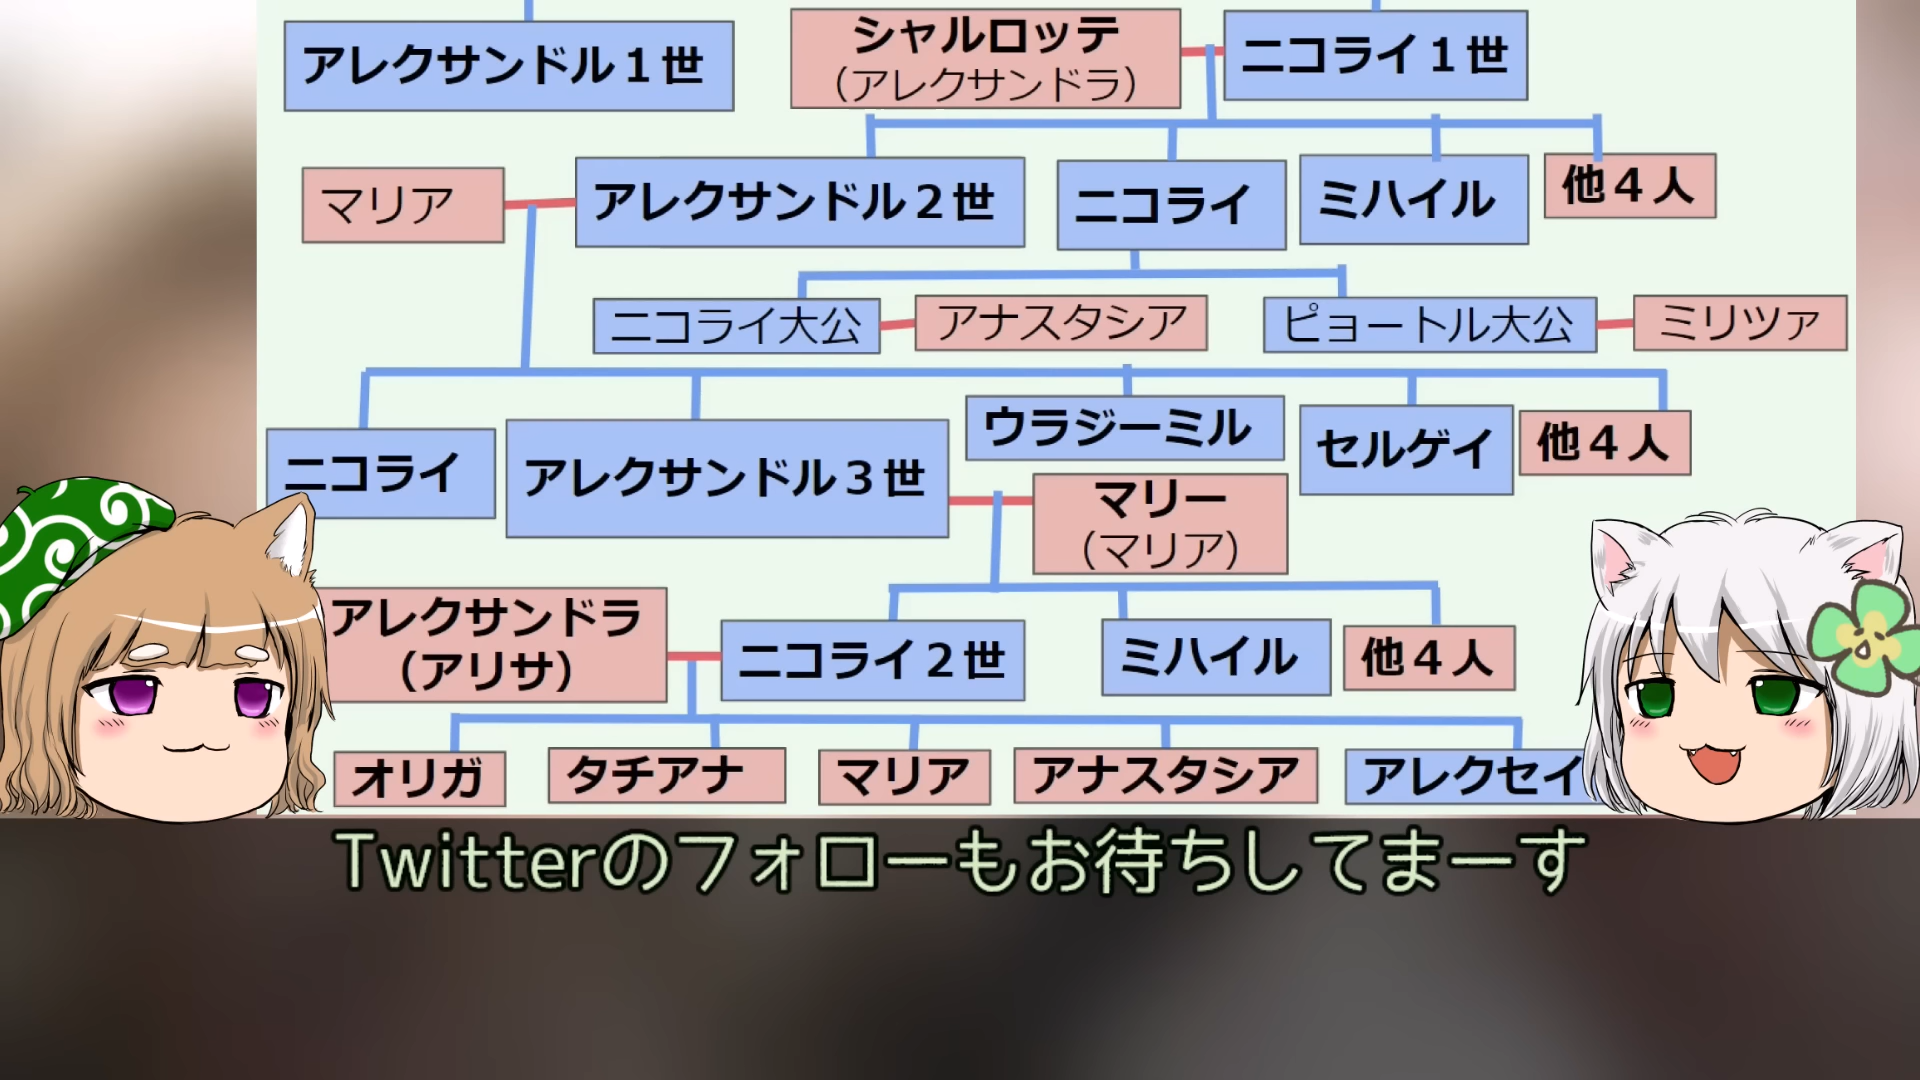 アレクサンドル１世
シャルロッテ
（アレクサンドラ）
ニコライ１世
マリア
アレクサンドル２世
ニコライ
ミハイル
他４人
ニコライ大公
アナスタシア
ピョートル大公
ミリツァ
ニコライ
アレクサンドル３世
ウラジーミル
マリー
（マリア）
セルゲイ
他４人
アレクサンドラ
（アリサ）
ニコライ２世
ミハイル
他４人
オリガ
タチアナ
マリア
アナスタシア
アレクセイ
Twitterのフォローもお待ちしてまーす